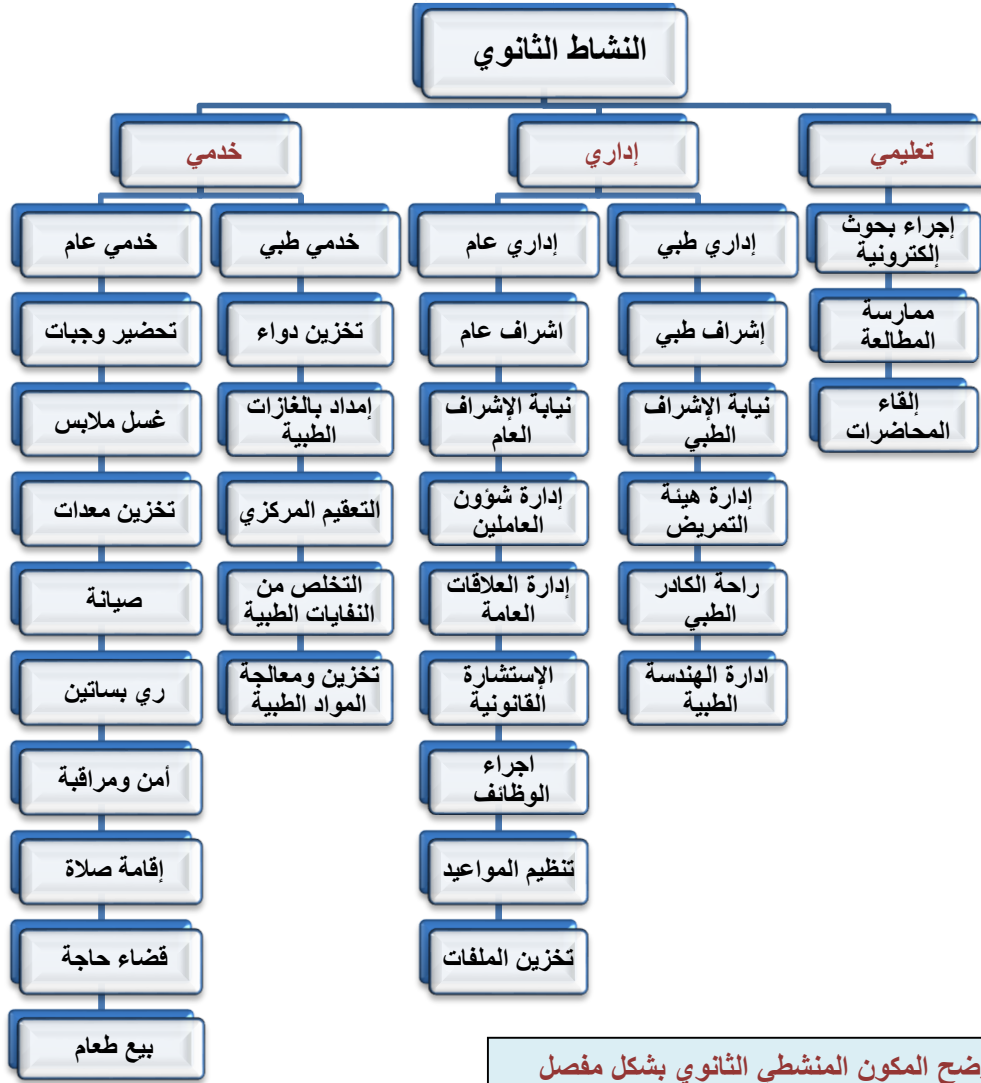 النشاط الثانوي
تعليمي
إداري
خدمي
إجراء بحوث
إلكترونية
ممارسة
المطالعة
إلقاء
المحاضرات
إداري طبي
إشراف طبي
نيابة الإشراف
الطبي
إدارة هيئة
التمريض
راحة الكادر
الطبي
ادارة الهندسة
الطبية
إداري عام
اشراف عام
نيابة الإشراف
العام
إدارة شؤون
العاملين
إدارة العلاقات
العامة
الإستشارة
القانونية
اجراء
الوظائف
تنظيم المواعيد
تخزين الملفات
خدمي طبي
تخزين دواء
إمداد بالغازات
الطبية
التعقيم المركزي
التخلص من
النفايات الطبية
تخزين ومعالجة
المواد الطبية
خدمي عام
تحضير وجبات
غسل ملابس
تخزين معدات
صيانة
ري بساتين
أمن ومراقبة
إقامة صلاة
قضاء حاجة
بيع طعام
المكون المنشطي الثانوي بشكل مفصل